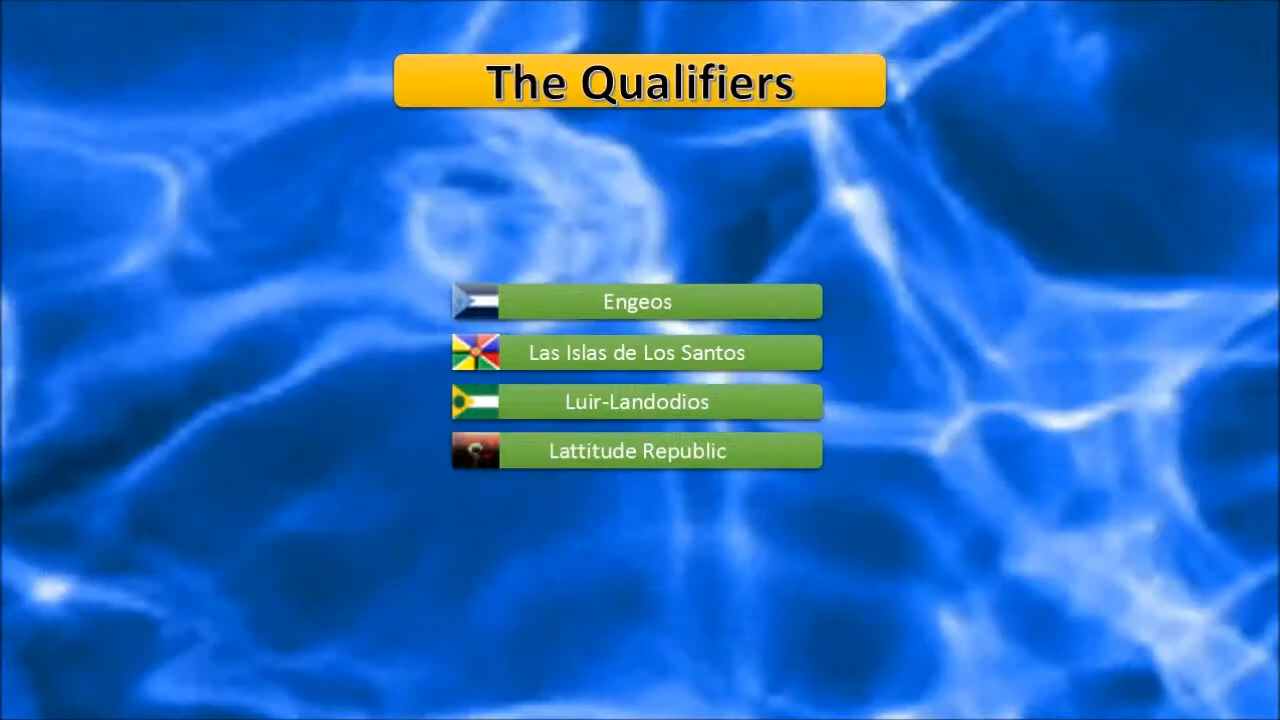 The Qualifiers
Engeos
Las Islas de Los Santos
Luir-Landodios
Lattitude Republic